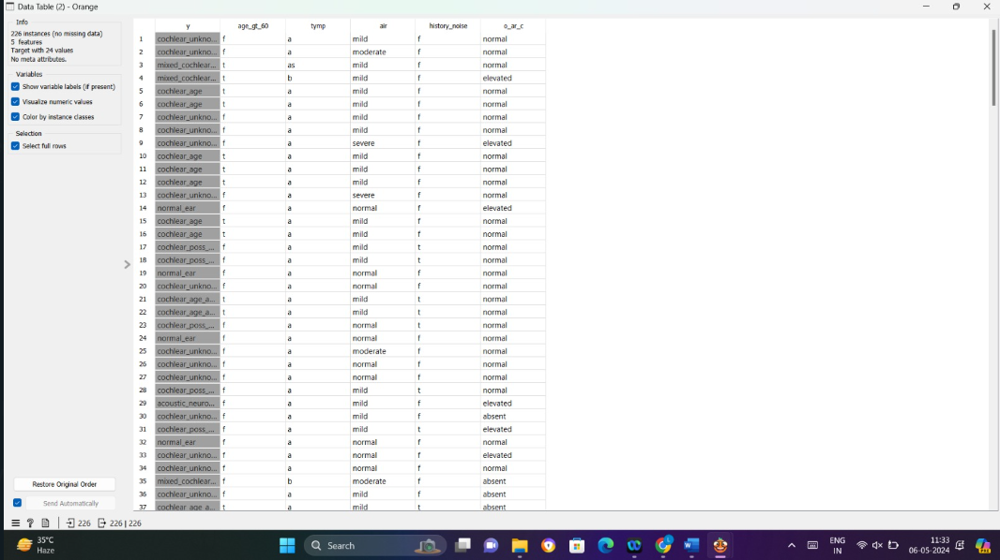 Data Table (2) - Orange
Info
226 instances (no missing data)
5 features
Target with 24 values
No meta attributes.
Variables
Show variable labels (if present)
Visualize numeric values
Color by instance classes
Selection
Select full rows
Restore Original Order
Send Automatically
y age_gt_60 tymp air history_noise o_ar_c
1 cochlear_unkno... f a mild f normal
2 cochlear_unkno... f a moderate f normal
3 mixed_cochlear... t as mild f normal
4 mixed_cochlear... t b mild f elevated
5 cochlear_age t a mild f normal
6 cochlear_age t a mild f normal
7 cochlear_unkno... f a mild f normal
8 cochlear_unkno... f a mild f normal
9 cochlear_unkno... f a severe f elevated
10 cochlear_age t a mild f normal
11 cochlear_age t a mild f normal
12 cochlear_age t a mild f normal
13 cochlear_unkno... f a severe f normal
14 normal_ear f a normal f elevated
15 cochlear_age t a mild f normal
16 cochlear_age t a mild f normal
17 cochlear_poss_... f a mild t normal
18 cochlear_poss_... f a mild t normal
19 normal_ear f a normal f normal
20 cochlear_unkno... f a normal f normal
21 cochlear_age_a... t a mild t normal
22 cochlear_age_a... t a mild t normal
23 cochlear_poss_... f a normal t normal
24 normal_ear f a normal f normal
25 cochlear_unkno... f a moderate f normal
26 cochlear_unkno... f a normal f normal
27 cochlear_unkno... f a normal f normal
28 cochlear_poss_... f a mild t normal
29 acoustic_neuro... f a mild f elevated
30 cochlear_unkno... f a mild f absent
31 cochlear_poss_... f a mild t elevated
32 normal_ear f a normal f normal
33 cochlear_unkno... f a normal f elevated
34 cochlear_unkno... f a normal f normal
35 mixed_cochlear... f b moderate f absent
36 cochlear_unkno... f a mild f absent
37 cochlear_age_a... t a mild t absent
226 226 | 226
35°C
Haze
Search
ENG
IN
11:33
06-05-2024